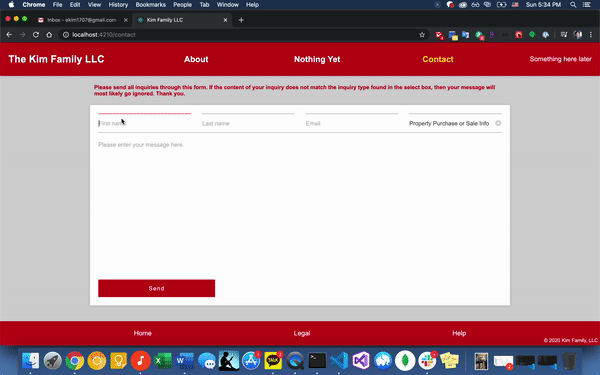 Chrome File Edit View History Bookmarks People Tab Window Help
Sun 5:34 PM
Inbox - ekim1707@gmail.com
Kim Family LLC
localhost:4210/contact
The Kim Family LLC
About
Nothing Yet
Contact
Something here later
Please send all inquiries through this form. If the content of your inquiry does not match the inquiry type found in the select box, then your message will
most likely go ignored. Thank you.
First name
Last name
Email
Property Purchase or Sale Info
Please enter your message here.
Send
Home
Legal
Help
© 2020 Kim Family, LLC